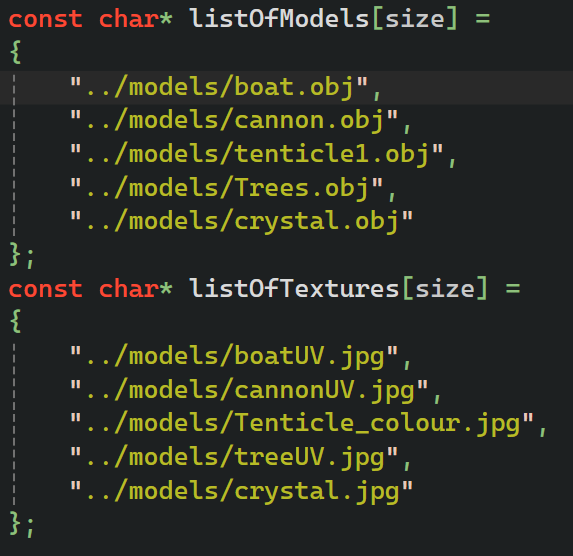 const char* listOfModels[size] =
{
    "../models/boat.obj",
    "../models/cannon.obj",
    "../models/tenticle1.obj",
    "../models/Trees.obj",
    "../models/crystal.obj"
};
const char* listOfTextures[size] =
{
    "../models/boatUV.jpg",
    "../models/cannonUV.jpg",
    "../models/Tenticle_colour.jpg",
    "../models/treeUV.jpg",
    "../models/crystal.jpg"
};